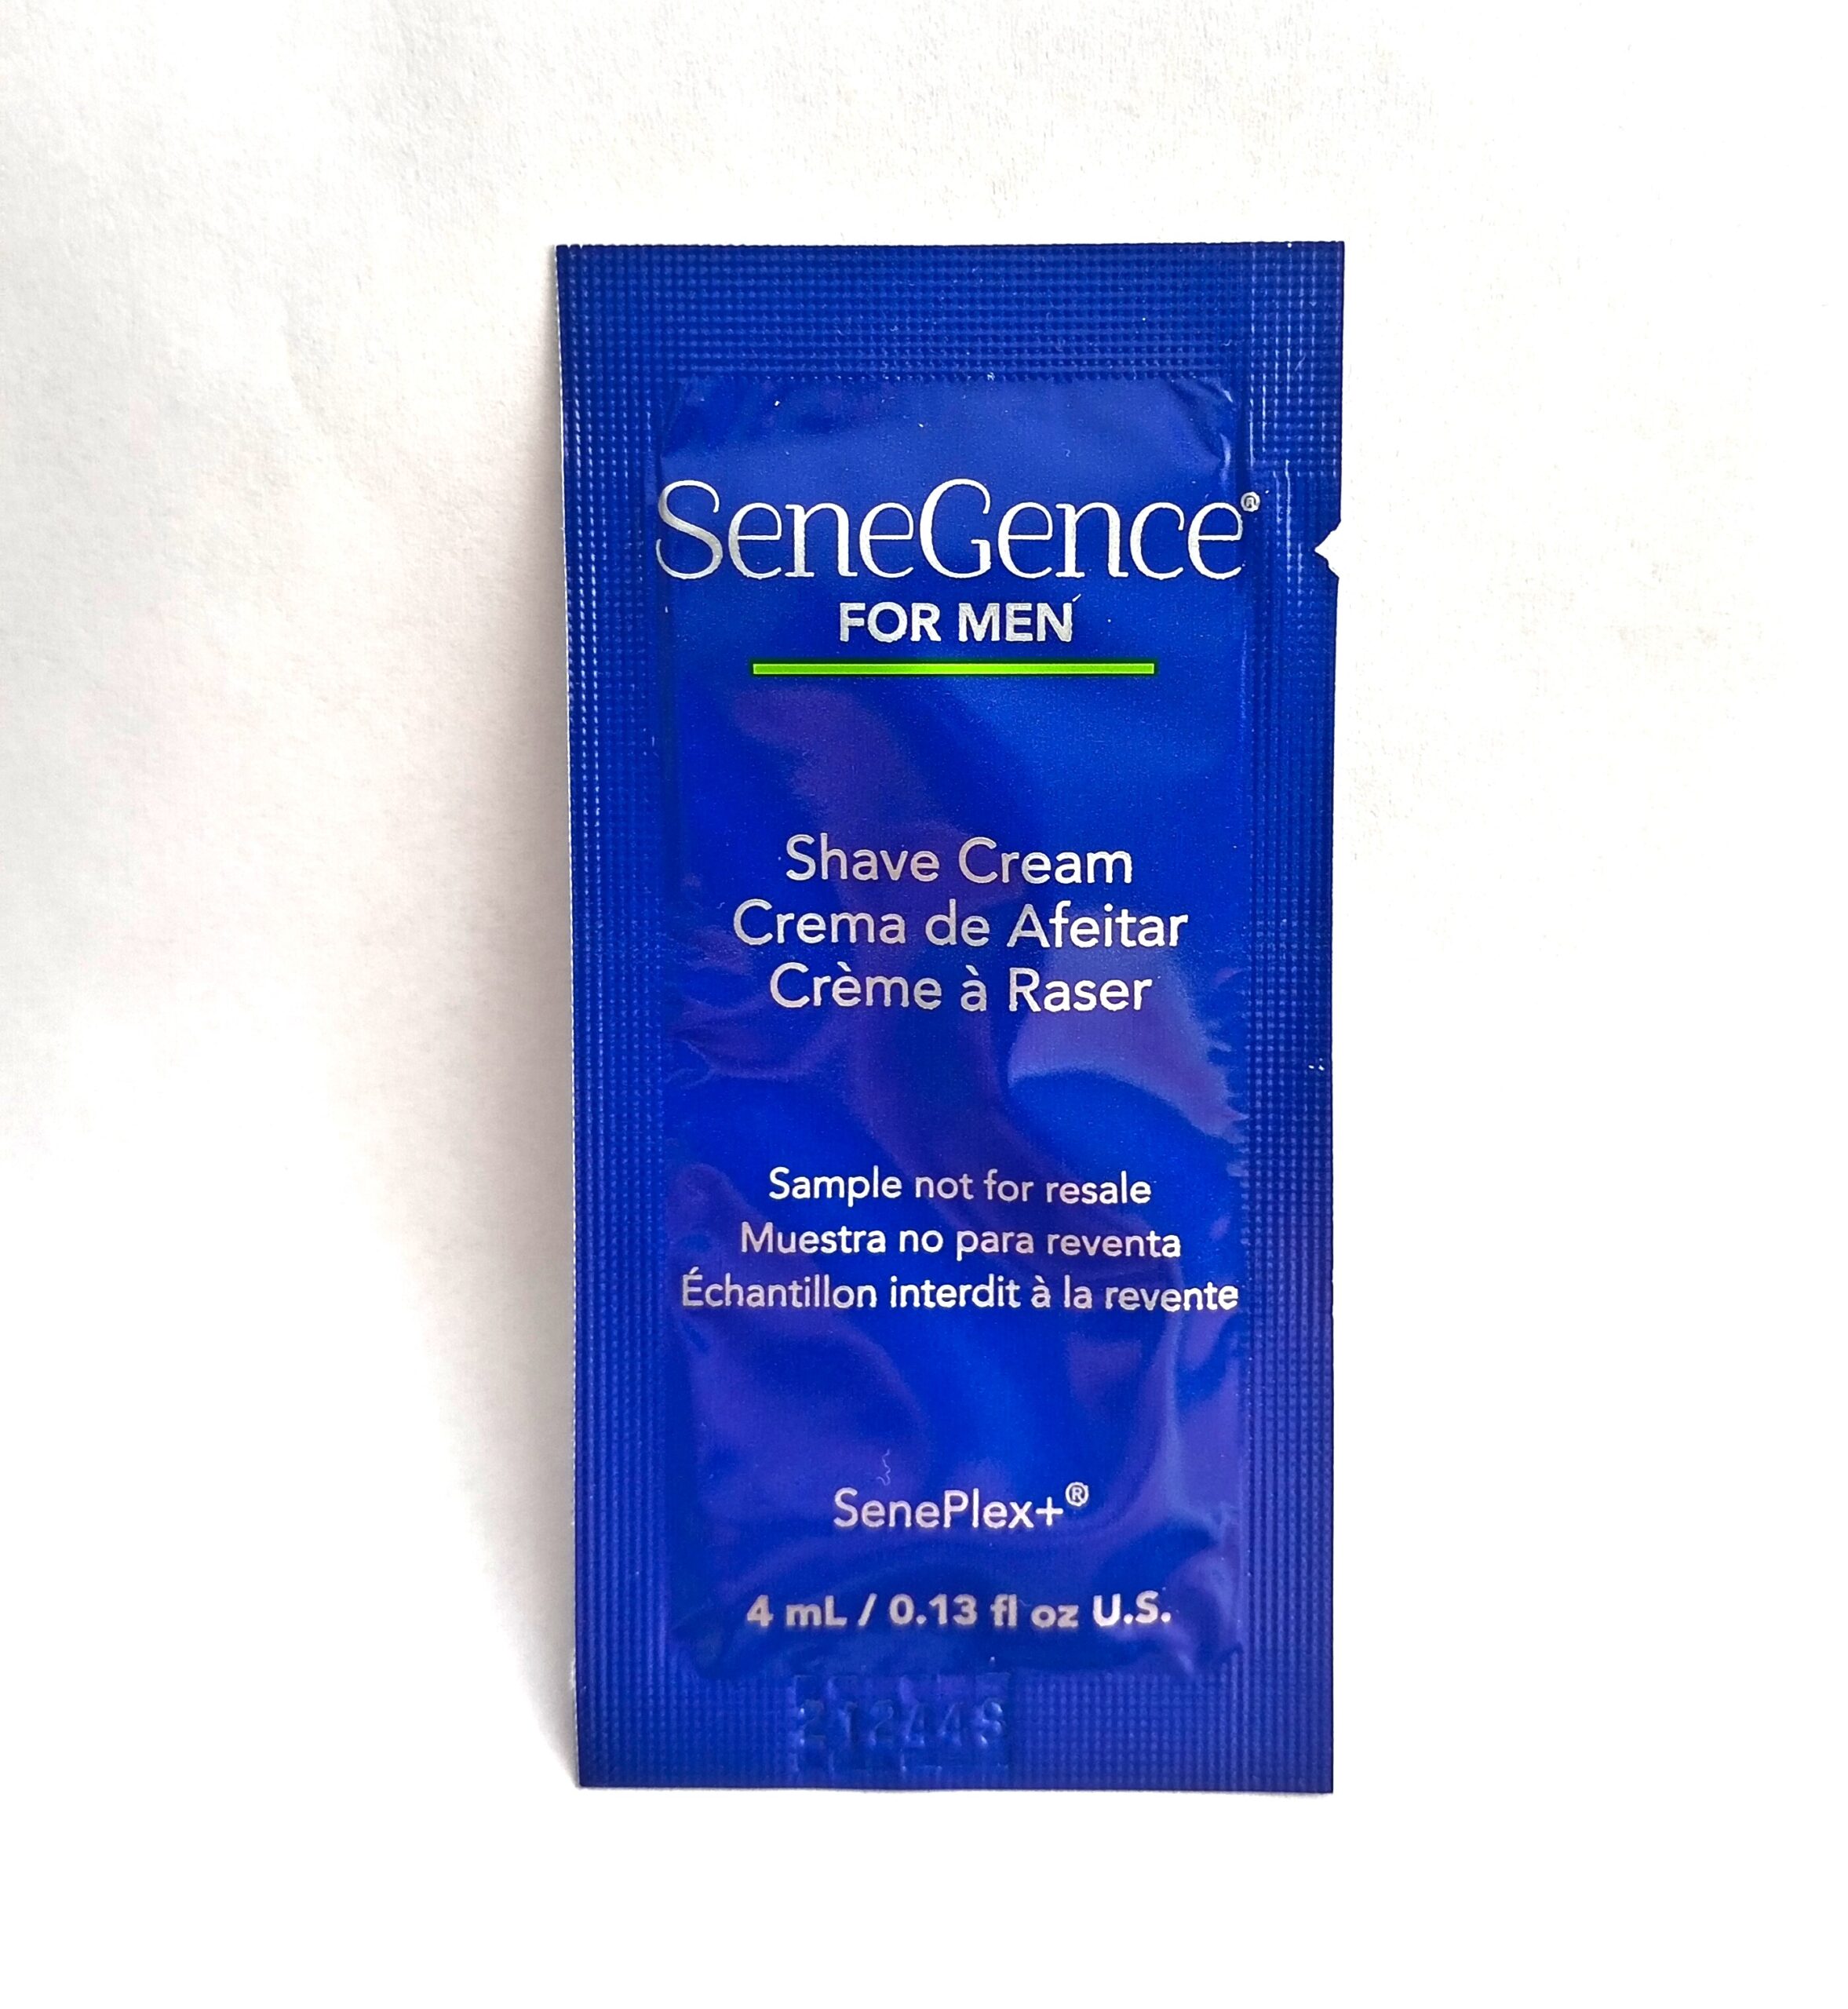 SeneGence®
FOR MEN
Shave Cream
Crema de Afeitar
Crème à Raser
Sample not for resale
Muestra no para reventa
Échantillon interdit à la revente
SenePlex+®
4 mL / 0.13 fl oz U.S.